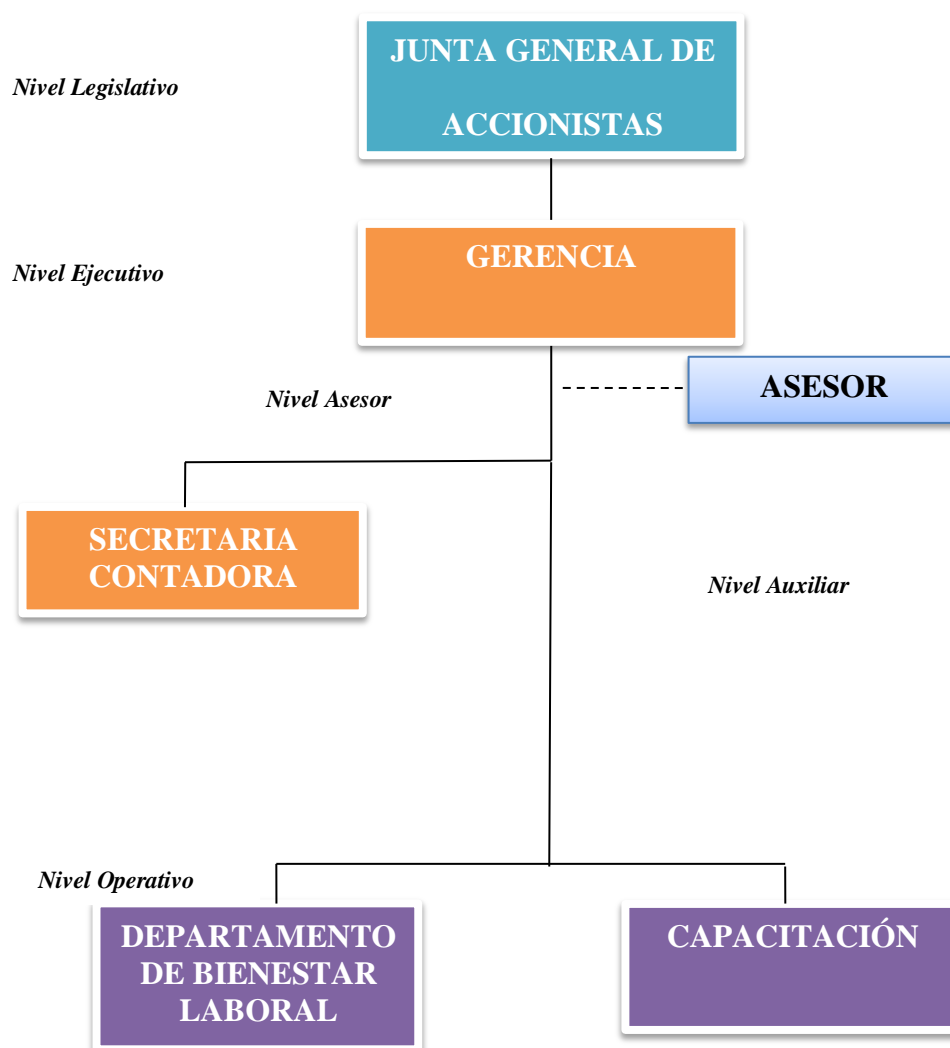 JUNTA GENERAL DE
ACCIONISTAS
Nivel Legislativo
GERENCIA
Nivel Ejecutivo
ASESOR
Nivel Asesor
SECRETARIA
CONTADORA
Nivel Auxiliar
Nivel Operativo
DEPARTAMENTO
DE BIENESTAR
LABORAL
CAPACITACIÓN